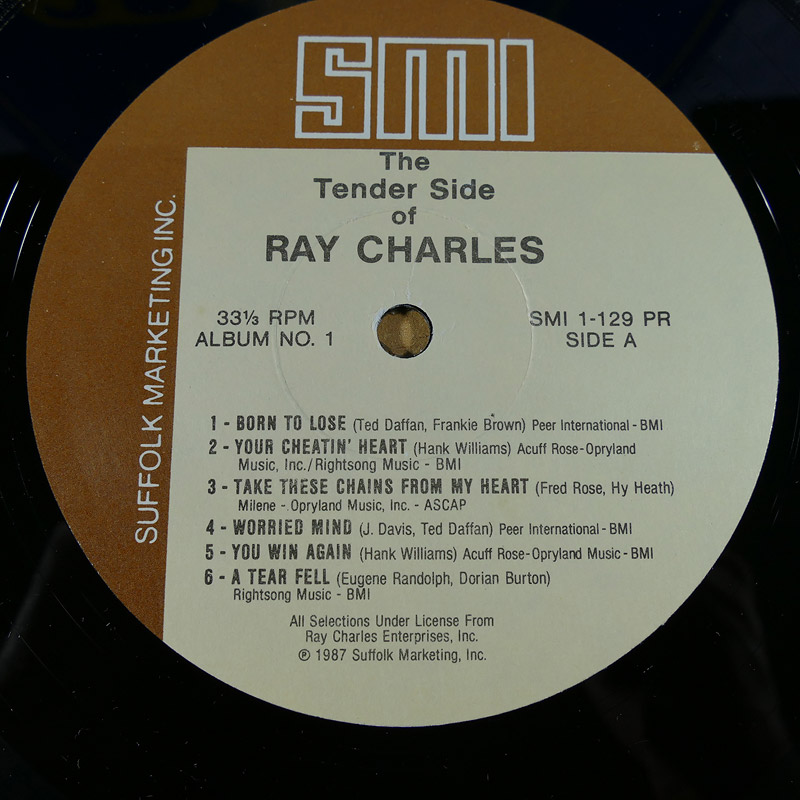 SMI
SUFFOLK MARKETING INC.
The
Tender Side
of
RAY CHARLES
33⅓ RPM
ALBUM NO. 1
SMI 1-129 PR
SIDE A
1 - BORN TO LOSE (Ted Daffan, Frankie Brown) Peer International - BMI
2 - YOUR CHEATIN' HEART (Hank Williams) Acuff Rose-Opryland
Music, Inc./Rightsong Music - BMI
3 - TAKE THESE CHAINS FROM MY HEART (Fred Rose, Hy Heath)
Milene - Opryland Music, Inc. - ASCAP
4 - WORRIED MIND (J. Davis, Ted Daffan) Peer International - BMI
5 - YOU WIN AGAIN (Hank Williams) Acuff Rose-Opryland Music - BMI
6 - A TEAR FELL (Eugene Randolph, Dorian Burton)
Rightsong Music - BMI
All Selections Under License From
Ray Charles Enterprises, Inc.
℗ 1987 Suffolk Marketing, Inc.